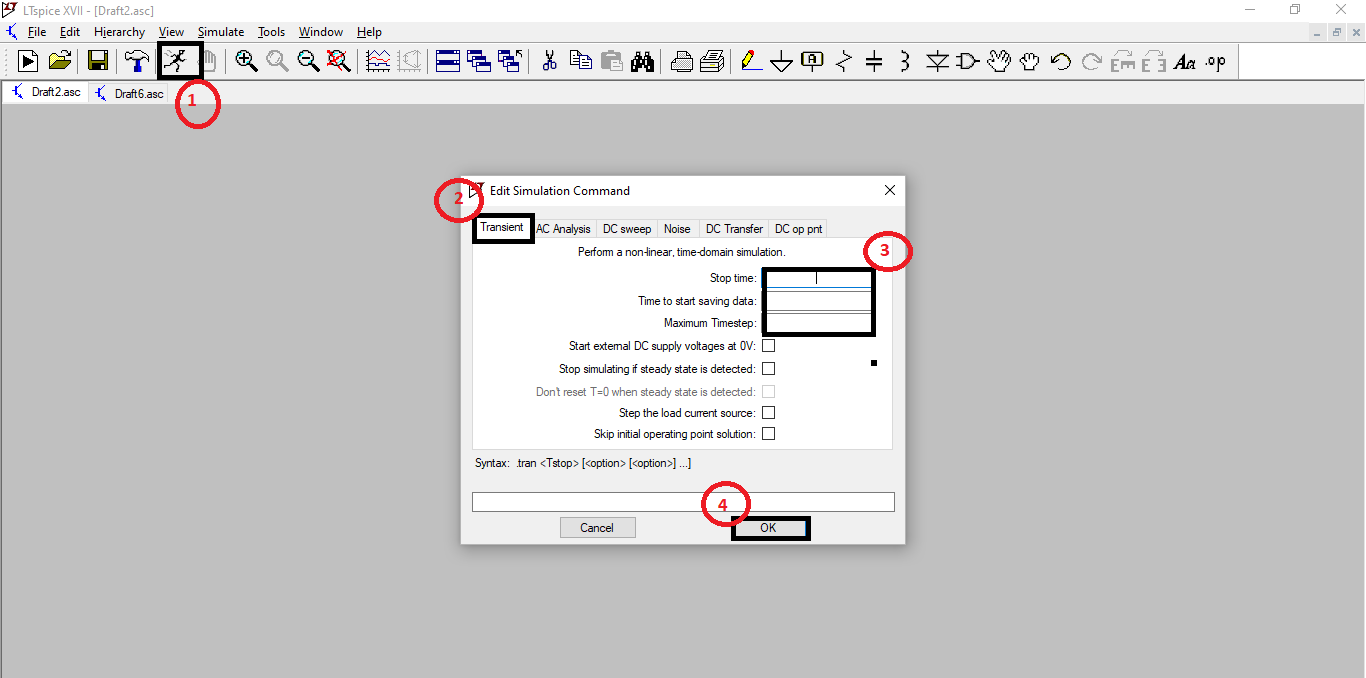 LTspice XVII - [Draft2.asc]
File Edit Hierarchy View Simulate Tools Window Help
A Aa .op
Draft2.asc Draft6.asc
1
2 Edit Simulation Command
Transient AC Analysis DC sweep Noise DC Transfer DC op pnt
3
Perform a non-linear, time-domain simulation.
Stop time:
Time to start saving data:
Maximum Timestep:
Start external DC supply voltages at 0V:
Stop simulating if steady state is detected:
Don't reset T=0 when steady state is detected:
Step the load current source:
Skip initial operating point solution:
Syntax: .tran <Tstop> [<option> [<option>] ...]
4
Cancel OK